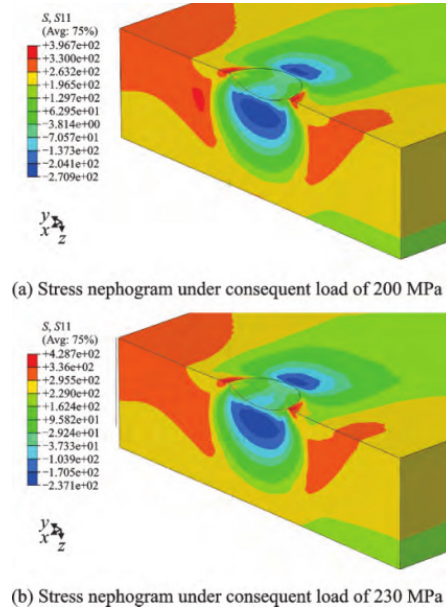 S, S11
(Avg: 75%)
+3.967e+02
+3.300e+02
+2.632e+02
+1.965e+02
+1.297e+02
+6.295e+01
−3.814e+00
−7.057e+01
−1.373e+02
−2.041e+02
−2.709e+02
y
x
z
(a) Stress nephogram under consequent load of 200 MPa
S, S11
(Avg: 75%)
+4.287e+02
+3.36e+02
+2.955e+02
+2.290e+02
+1.624e+02
+9.582e+01
+2.924e+01
−3.733e+01
−1.039e+02
−1.705e+02
−2.371e+02
y
x
z
(b) Stress nephogram under consequent load of 230 MPa